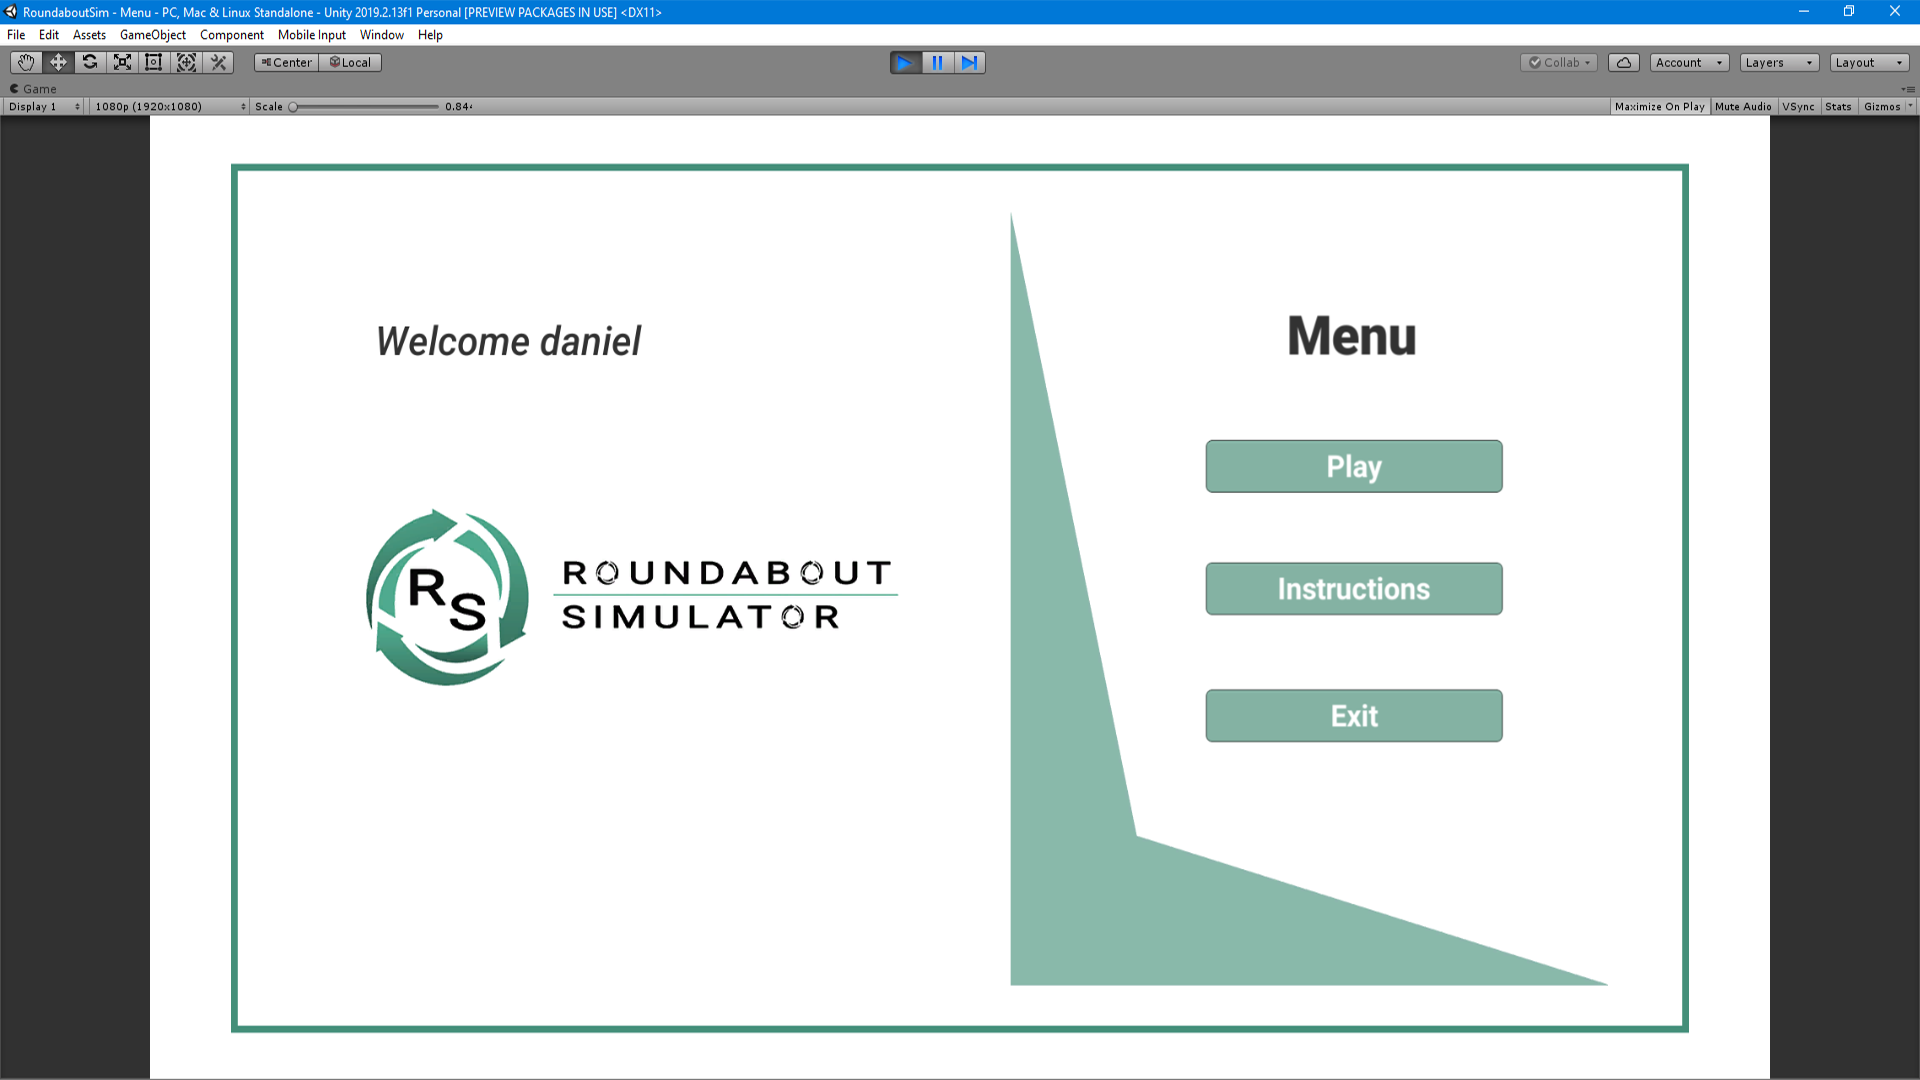 RoundaboutSim - Menu - PC, Mac & Linux Standalone - Unity 2019.2.13f1 Personal [PREVIEW PACKAGES IN USE] <DX11>
File Edit Assets GameObject Component Mobile Input Window Help
Center Local Collab Account Layers Layout
Game
Display 1 1080p (1920x1080) Scale 0.84 Maximize On Play Mute Audio VSync Stats Gizmos
Welcome daniel
Menu
Play
Instructions
Exit
RS
ROUNDABOUT
SIMULATOR